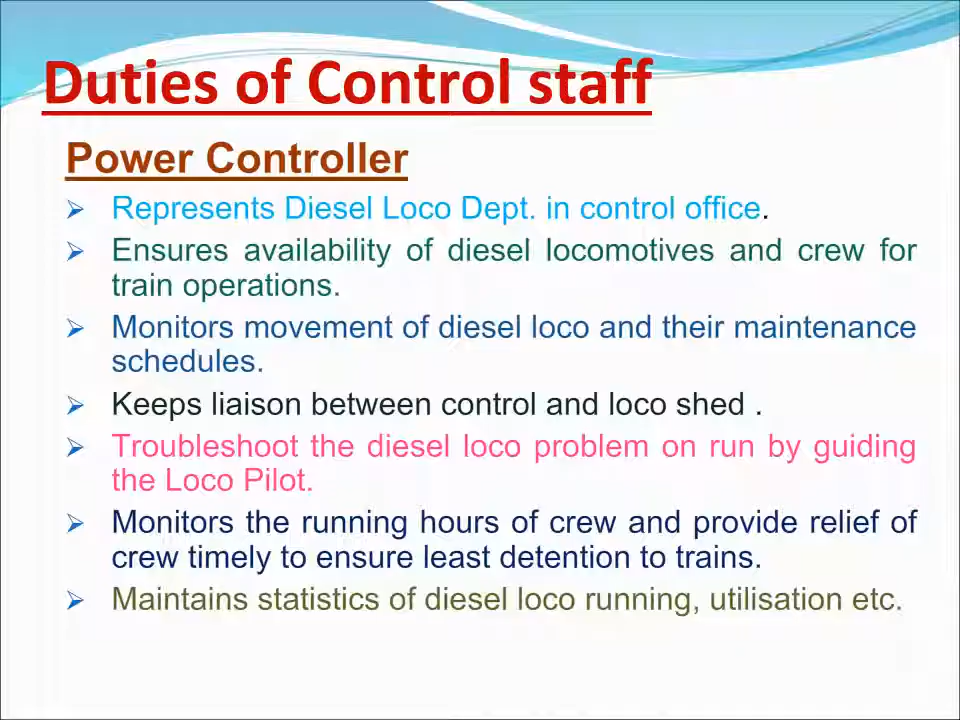 Duties of Control staff
Power Controller
➢ Represents Diesel Loco Dept. in control office.
➢ Ensures availability of diesel locomotives and crew for
train operations.
➢ Monitors movement of diesel loco and their maintenance
schedules.
➢ Keeps liaison between control and loco shed .
➢ Troubleshoot the diesel loco problem on run by guiding
the Loco Pilot.
➢ Monitors the running hours of crew and provide relief of
crew timely to ensure least detention to trains.
➢ Maintains statistics of diesel loco running, utilisation etc.